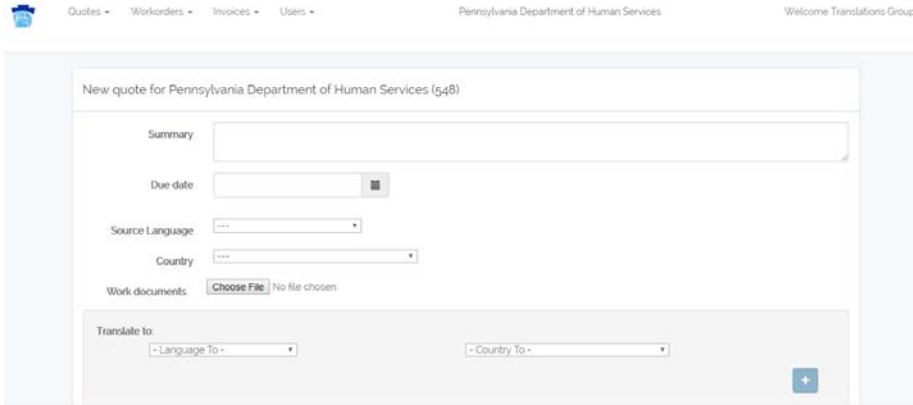 Quotes Workorders Invoices Users Pennsylvania Department of Human Services Welcome Translations Group
New quote for Pennsylvania Department of Human Services (548)
Summary
Due date
Source Language ---
Country ---
Work documents Choose File No file chosen
Translate to:
- Language To - - Country To -
+